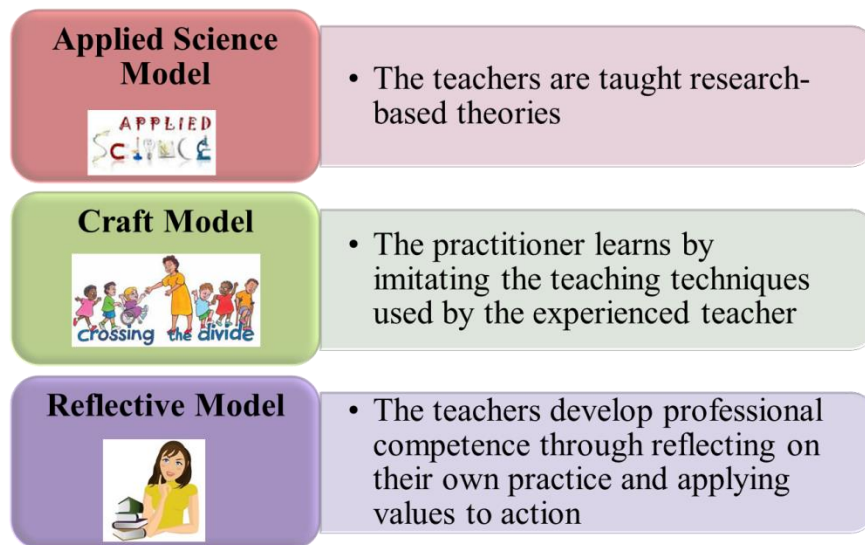 Applied Science
Model
APPLIED
SCIENCE
• The teachers are taught research-
based theories
Craft Model
crossing the divide
• The practitioner learns by
imitating the teaching techniques
used by the experienced teacher
Reflective Model
• The teachers develop professional
competence through reflecting on
their own practice and applying
values to action